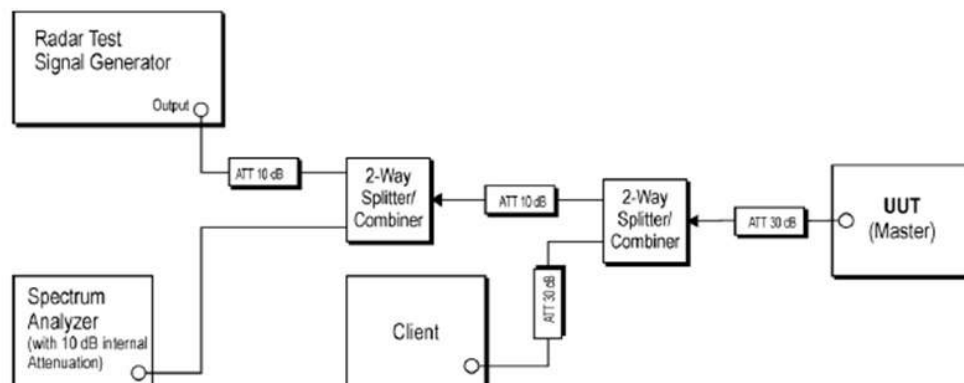 Radar Test
Signal Generator
Output
ATT 10 dB
2-Way
Splitter/
Combiner
ATT 10 dB
2-Way
Splitter/
Combiner
ATT 30 dB
UUT
(Master)
Spectrum
Analyzer
(with 10 dB internal
Attenuation)
Client
ATT 30 dB